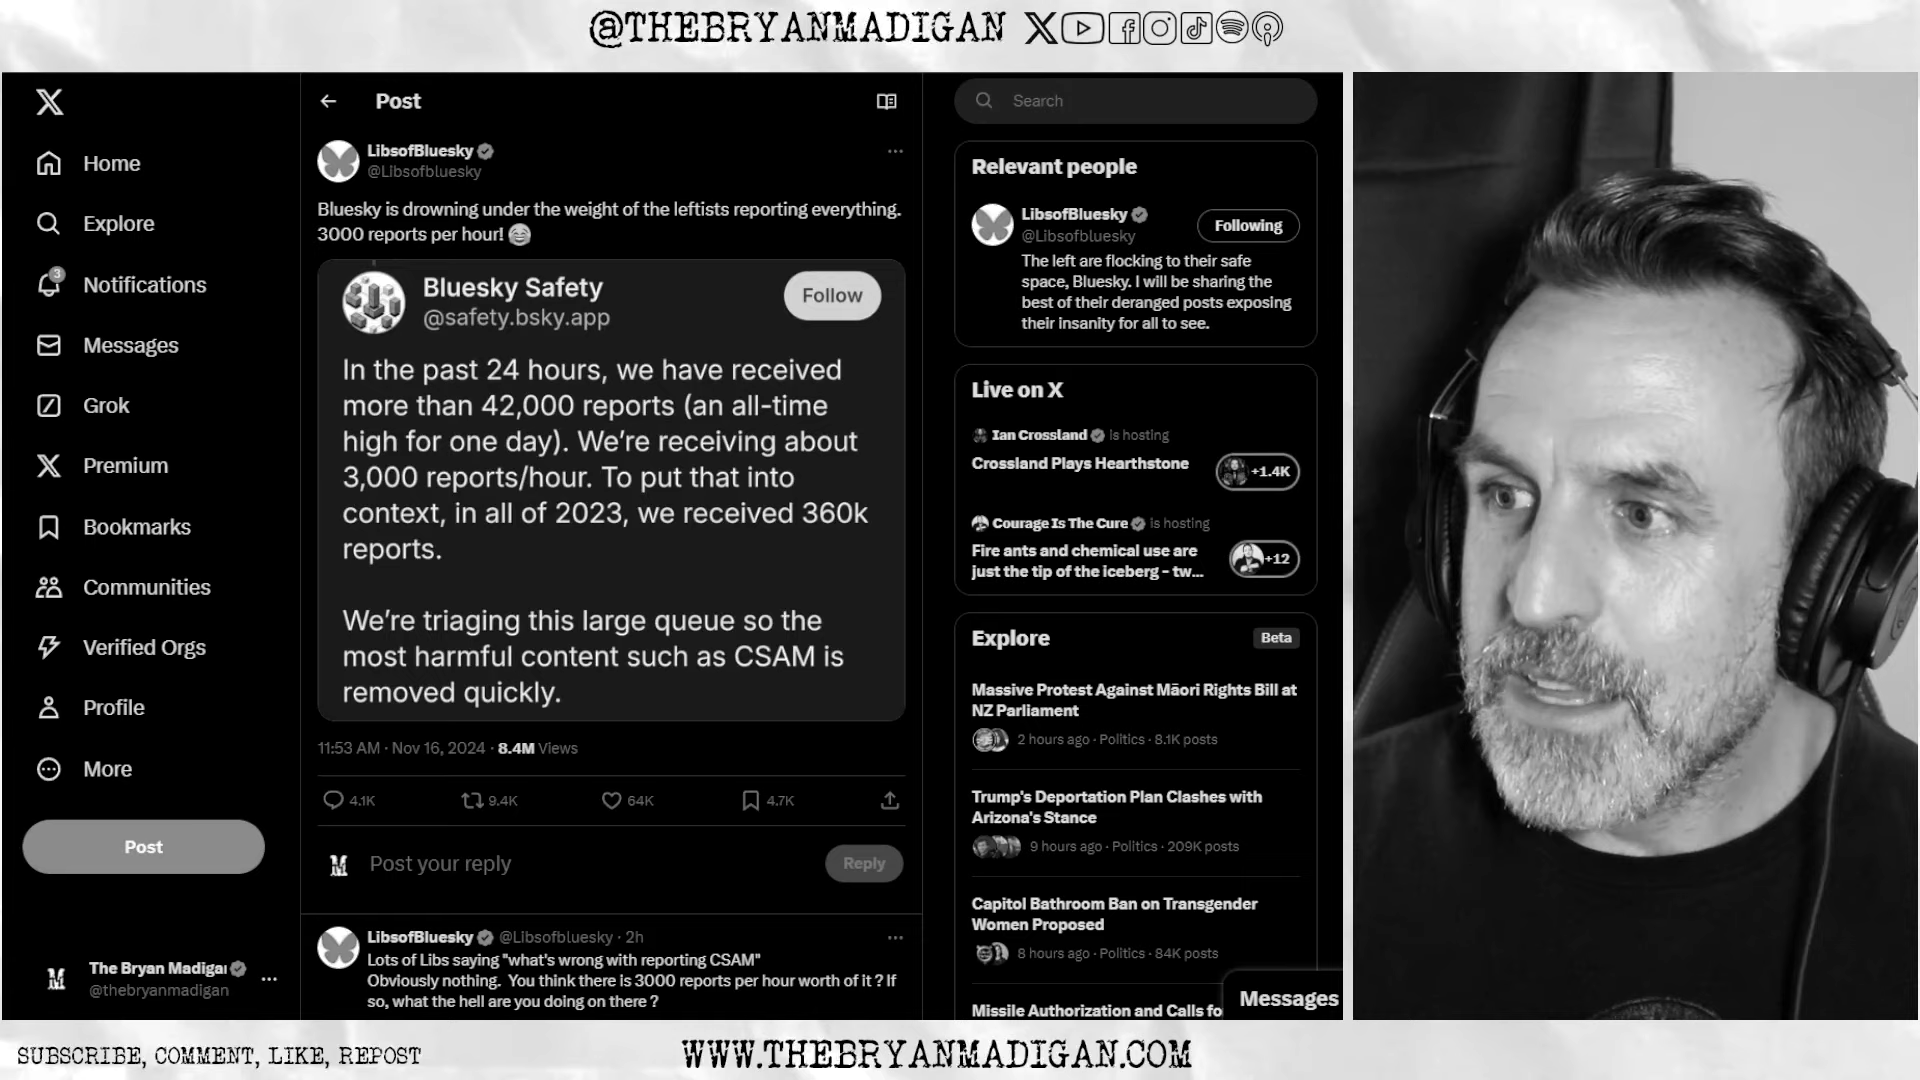 @THEBRYANMADIGAN
Home
Explore
3
Notifications
Messages
Grok
Premium
Bookmarks
Communities
Verified Orgs
Profile
More
Post
The Bryan Madigan
@thebryanmadigan
Post
LibsofBluesky
@Libsofbluesky
Bluesky is drowning under the weight of the leftists reporting everything.
3000 reports per hour! 😂
Bluesky Safety
@safety.bsky.app
Follow
In the past 24 hours, we have received
more than 42,000 reports (an all-time
high for one day). We’re receiving about
3,000 reports/hour. To put that into
context, in all of 2023, we received 360k
reports.
We’re triaging this large queue so the
most harmful content such as CSAM is
removed quickly.
11:53 AM · Nov 16, 2024 · 8.4M Views
4.1K 9.4K 64K 4.7K
Post your reply
Reply
LibsofBluesky @Libsofbluesky · 2h
Lots of Libs saying "what's wrong with reporting CSAM"
Obviously nothing. You think there is 3000 reports per hour worth of it ? If
so, what the hell are you doing on there ?
Search
Relevant people
LibsofBluesky
@Libsofbluesky
Following
The left are flocking to their safe
space, Bluesky. I will be sharing the
best of their deranged posts exposing
their insanity for all to see.
Live on X
Ian Crossland is hosting
Crossland Plays Hearthstone
+1.4K
Courage Is The Cure is hosting
Fire ants and chemical use are
just the tip of the iceberg - tw...
+12
Explore
Beta
Massive Protest Against Māori Rights Bill at
NZ Parliament
2 hours ago · Politics · 8.1K posts
Trump's Deportation Plan Clashes with
Arizona's Stance
9 hours ago · Politics · 209K posts
Capitol Bathroom Ban on Transgender
Women Proposed
8 hours ago · Politics · 84K posts
Missile Authorization and Calls fo
Messages
SUBSCRIBE, COMMENT, LIKE, REPOST
WWW.THEBRYANMADIGAN.COM